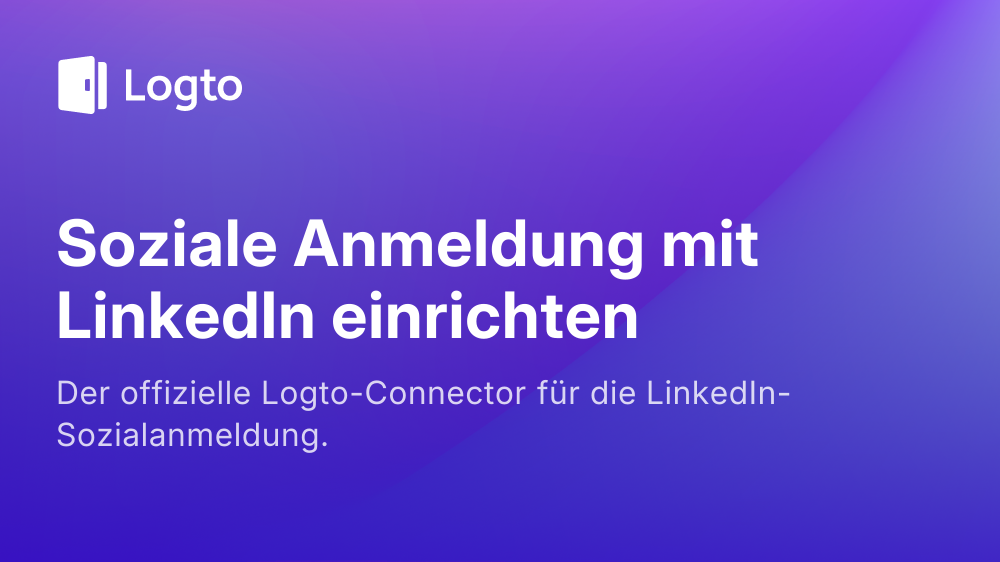 Logto
Soziale Anmeldung mit
LinkedIn einrichten
Der offizielle Logto-Connector für die LinkedIn-
Sozialanmeldung.